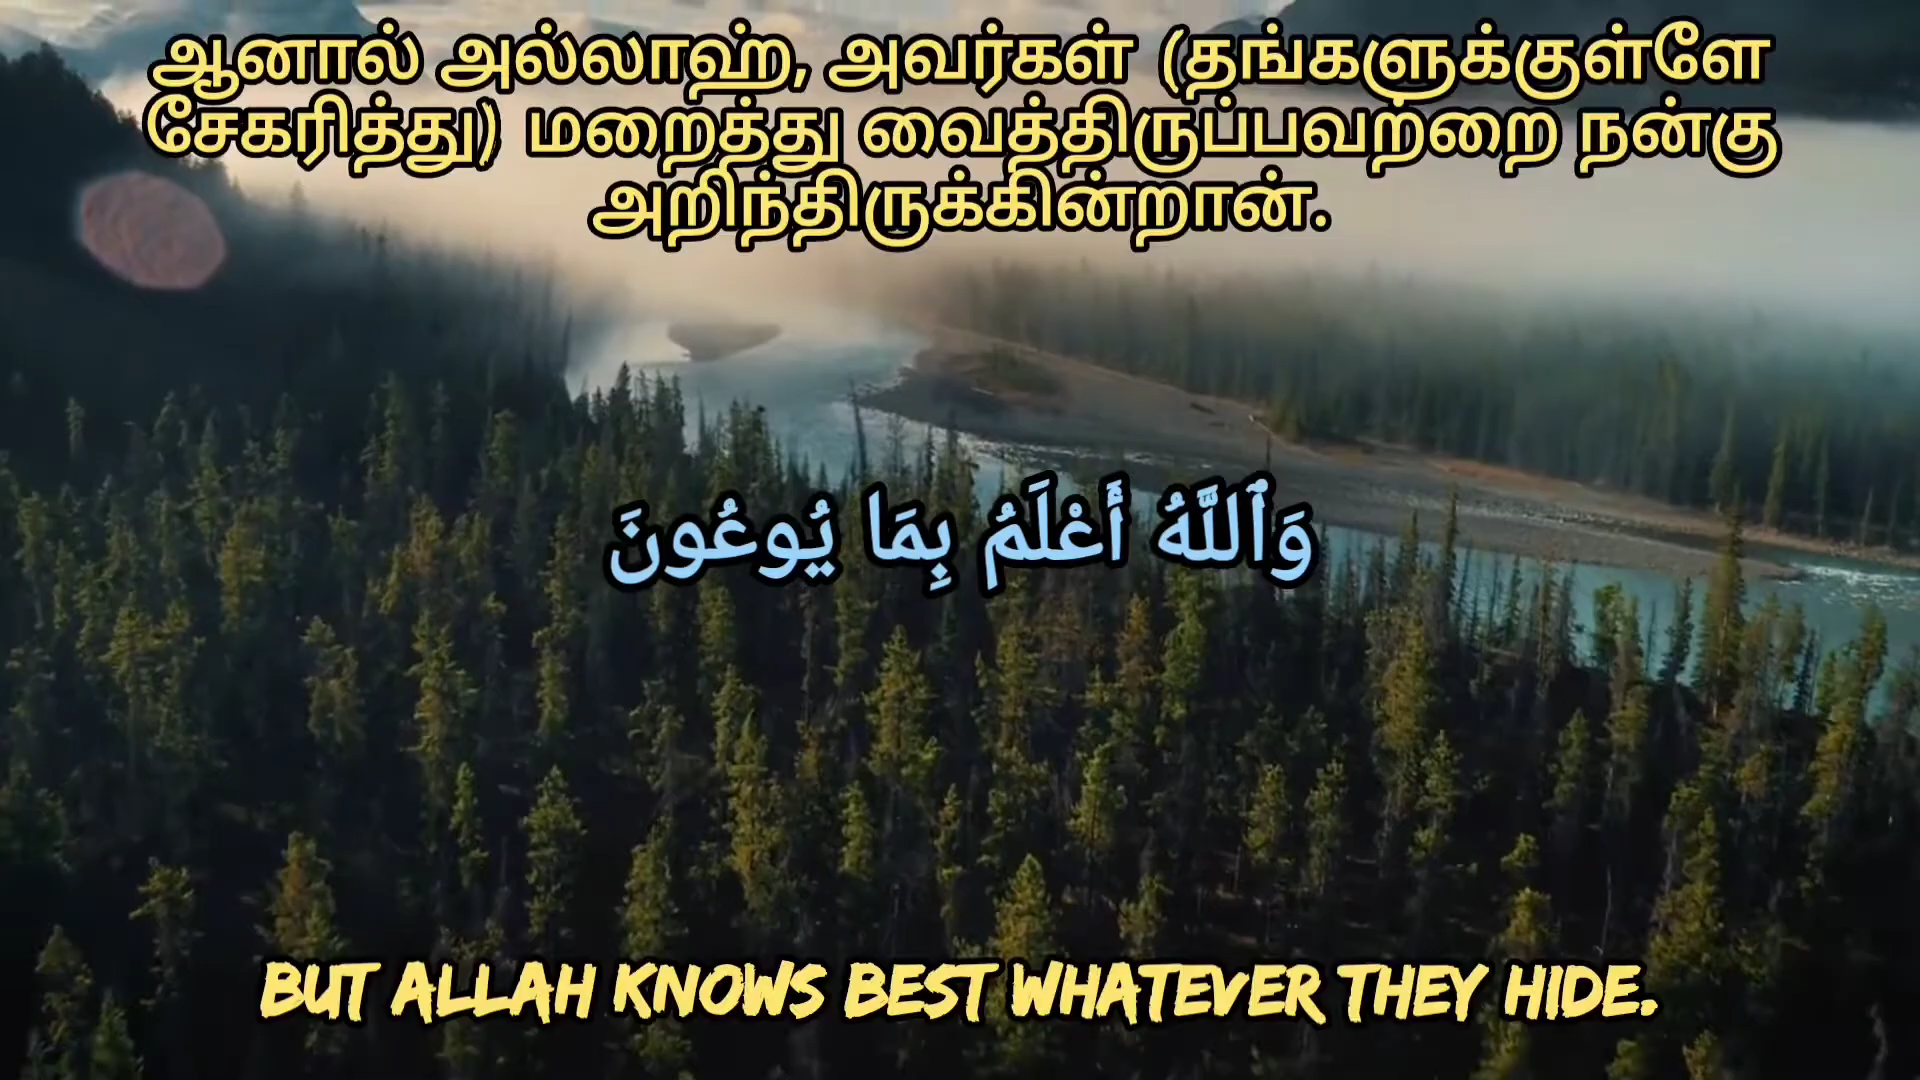 ஆனால் அல்லாஹ், அவர்கள் (தங்களுக்குள்ளே
சேகரித்து) மறைத்து வைத்திருப்பவற்றை நன்கு
அறிந்திருக்கின்றான்.
وَٱللَّهُ أَعْلَمُ بِمَا يُوعُونَ
BUT ALLAH KNOWS BEST WHATEVER THEY HIDE.